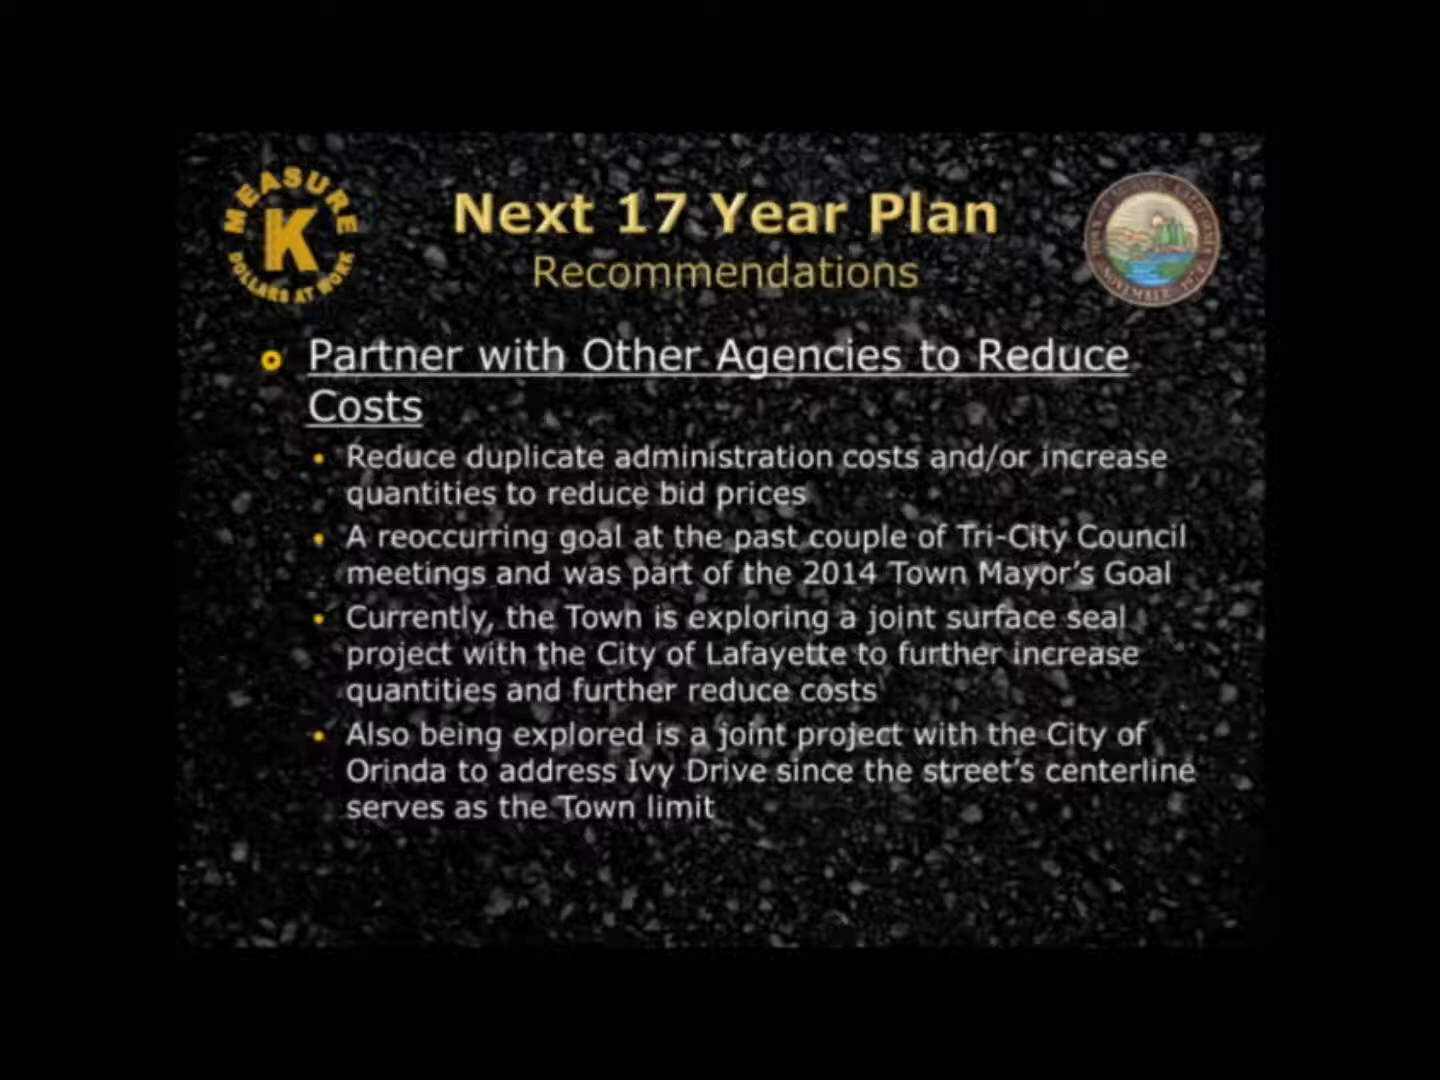 MEASURE
K
DOLLARS AT WORK
Next 17 Year Plan
Recommendations
Partner with Other Agencies to Reduce
Costs
Reduce duplicate administration costs and/or increase
quantities to reduce bid prices
A reoccurring goal at the past couple of Tri-City Council
meetings and was part of the 2014 Town Mayor's Goal
Currently, the Town is exploring a joint surface seal
project with the City of Lafayette to further increase
quantities and further reduce costs
Also being explored is a joint project with the City of
Orinda to address Ivy Drive since the street's centerline
serves as the Town limit